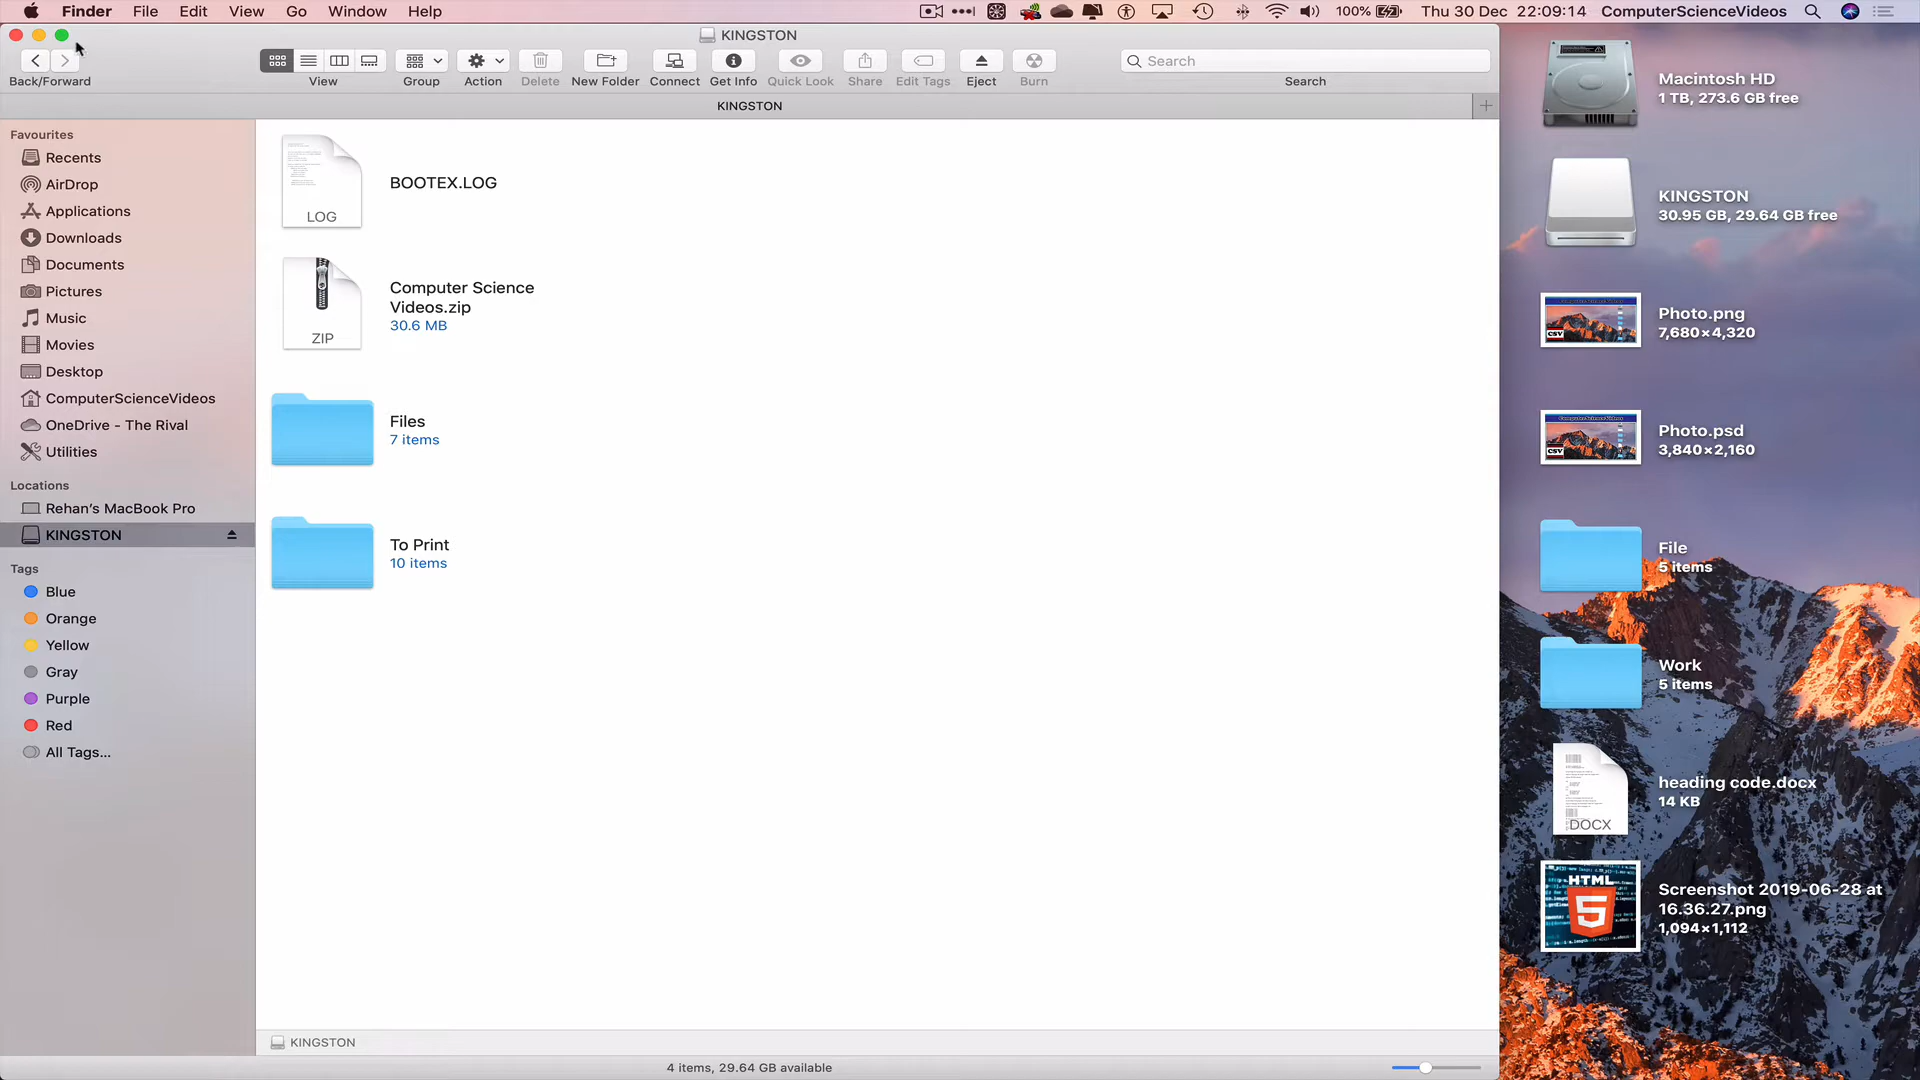 Finder File Edit View Go Window Help 100% Thu 30 Dec 22:09:14 ComputerScienceVideos
KINGSTON
Search
Back/Forward View Group Action Delete New Folder Connect Get Info Quick Look Share Edit Tags Eject Burn Search
KINGSTON
Favourites
Recents
AirDrop
Applications
Downloads
Documents
Pictures
Music
Movies
Desktop
ComputerScienceVideos
OneDrive - The Rival
Utilities
Locations
Rehan's MacBook Pro
KINGSTON
Tags
Blue
Orange
Yellow
Gray
Purple
Red
All Tags...
LOG
BOOTEX.LOG
ZIP
Computer Science
Videos.zip
30.6 MB
Files
7 items
To Print
10 items
KINGSTON
4 items, 29.64 GB available
Macintosh HD
1 TB, 273.6 GB free
KINGSTON
30.95 GB, 29.64 GB free
CSV
Photo.png
7,680×4,320
ComputerScienceVideos
CSV
Photo.psd
3,840×2,160
File
5 items
Work
5 items
DOCX
heading code.docx
14 KB
HTML
5
Screenshot 2019-06-28 at
16.36.27.png
1,094×1,112